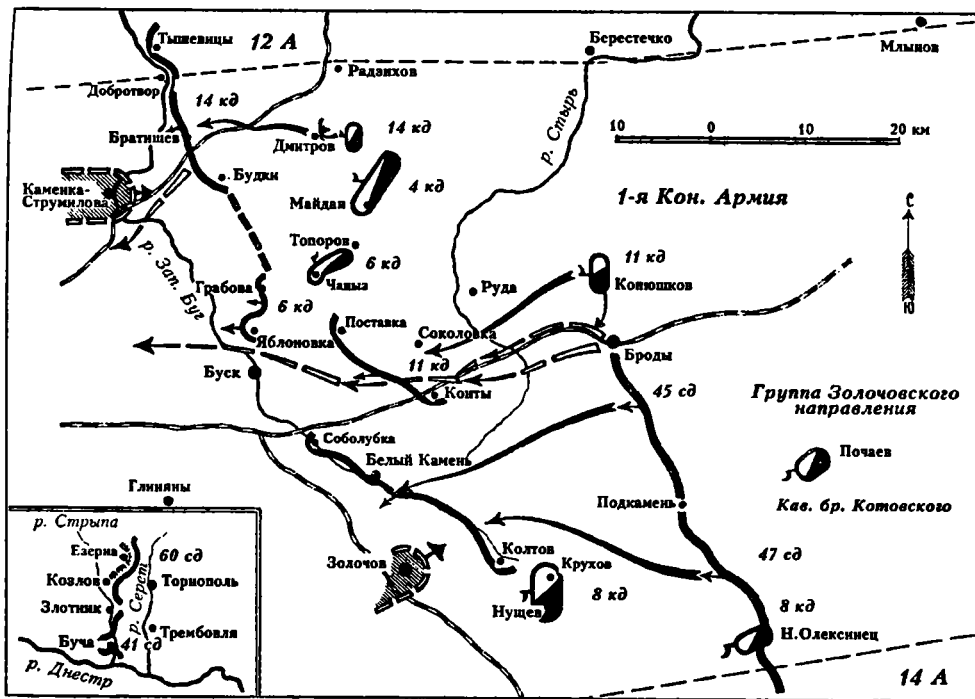 Тышевицы
12 А
Берестечко
Млынов
Радзихов
Добротвор
14 кд
р. Стырь
Братищев
Дмитров
14 кд
10 0 20 км
Будки
Каменка-
Струмилова
Майдан
4 кд
1-я Кон. Армия
с
р. Зап. Буг
Топоров
6 кд
Чаныз
11 кд
Конюшков
Ю
Грабова
6 кд
Руда
Поставка
Соколовка
Яблоновка
Броды
Буск
11 кд
Конты
45 сд
Группа Золочовского
направления
Соболубка
Белый Камень
Почаев
Глиняны
Подкамень
Кав. бр. Котовского
р. Стрыпа
Езерна
60 сд
Козлов
Торнополь
Золочов
Колтов
Крухов
47 сд
Злотник
р. Серет
Нущев
8 кд
8 кд
Буча
41 сд
Трембовля
Н.Олексинец
р. Днестр
14 А